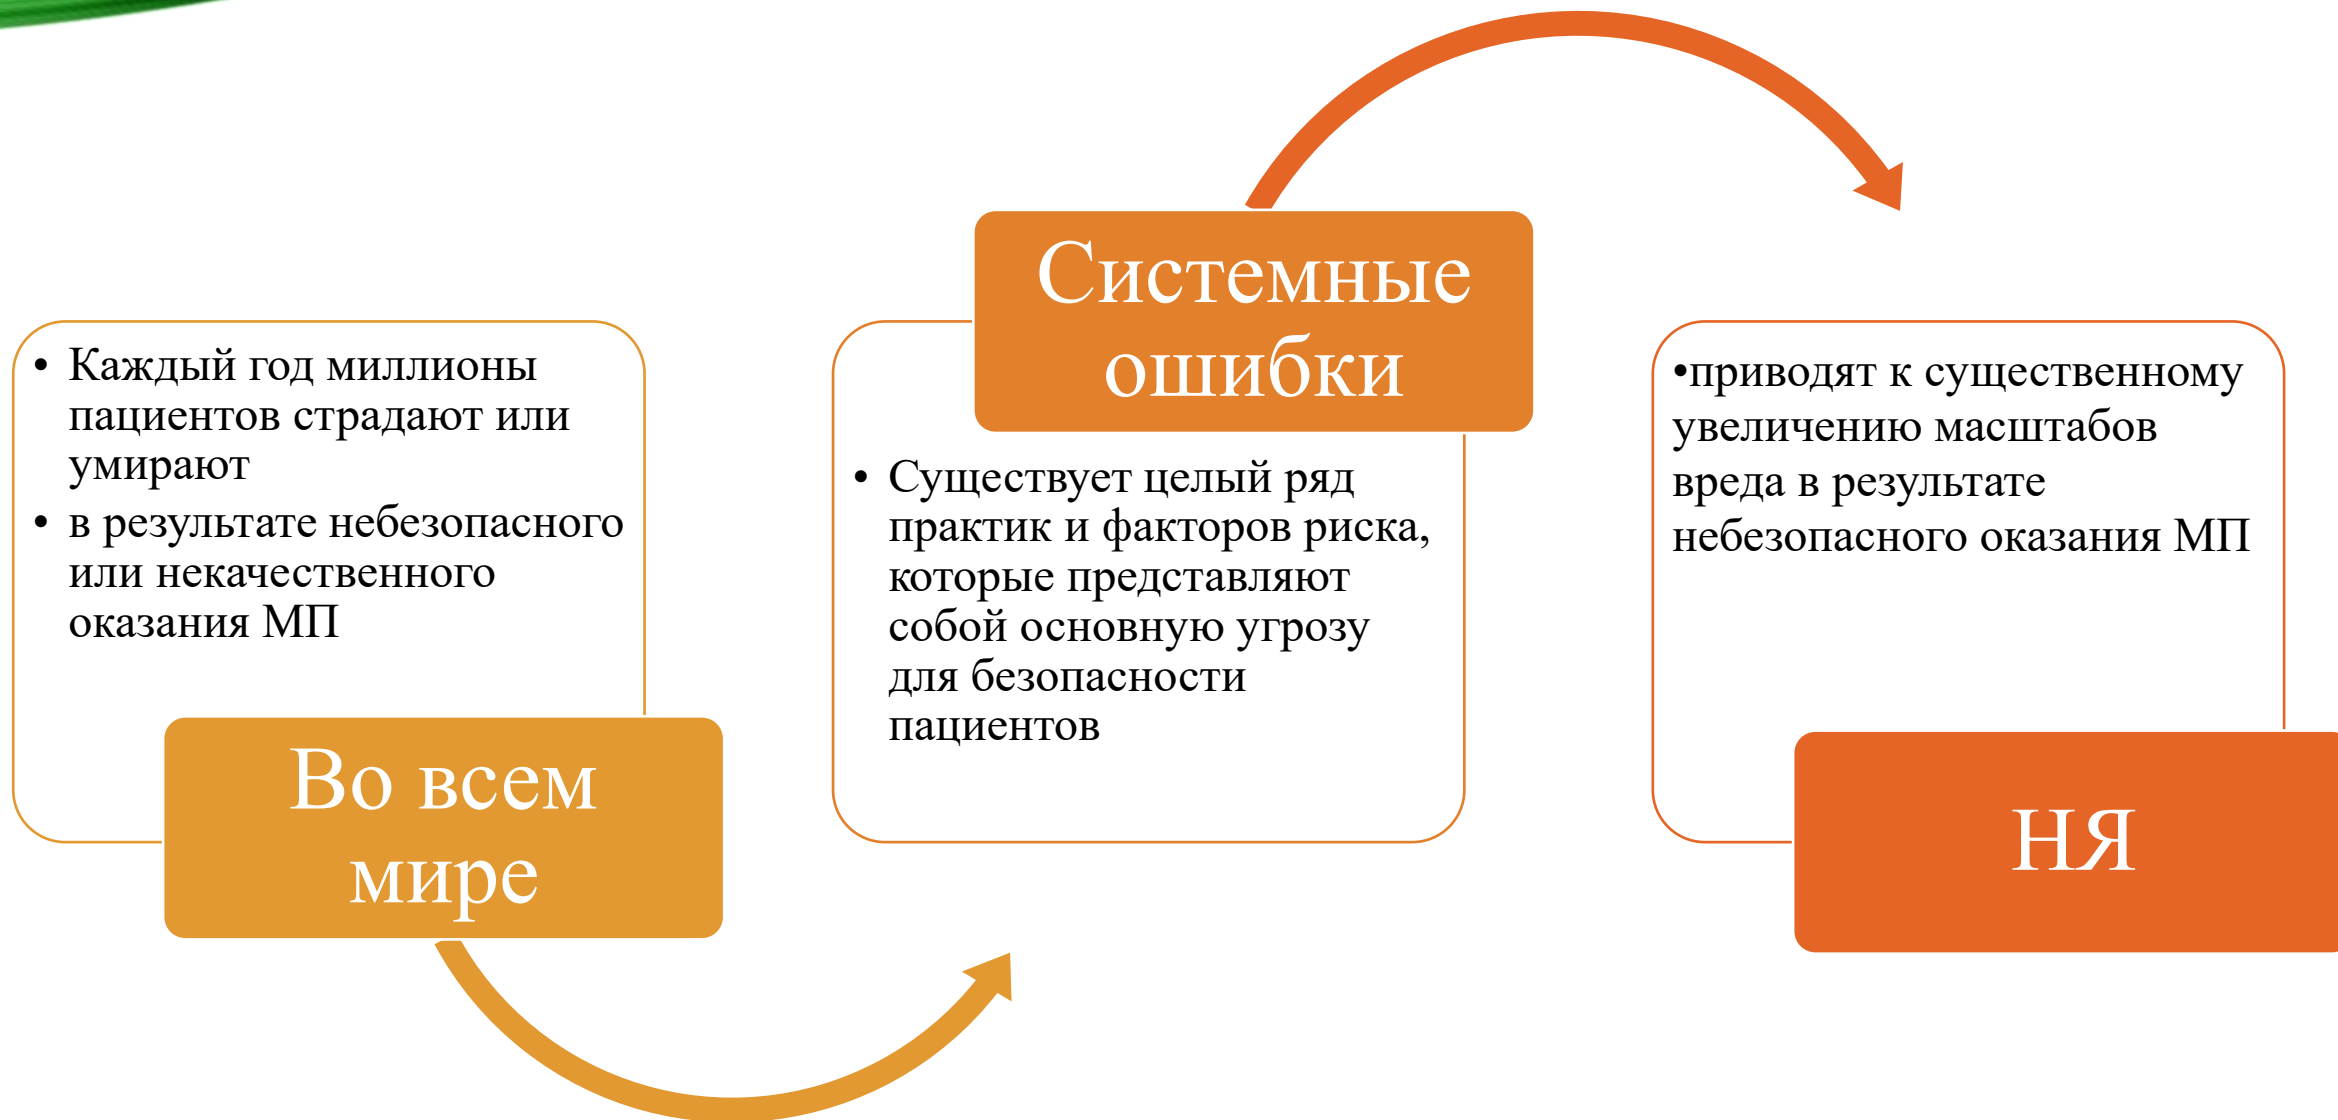 • Каждый год миллионы
пациентов страдают или
умирают
• в результате небезопасного
или некачественного
оказания МП
Во всем
мире
Системные
ошибки
• Существует целый ряд
практик и факторов риска,
которые представляют
собой основную угрозу
для безопасности
пациентов
•приводят к существенному
увеличению масштабов
вреда в результате
небезопасного оказания МП
НЯ